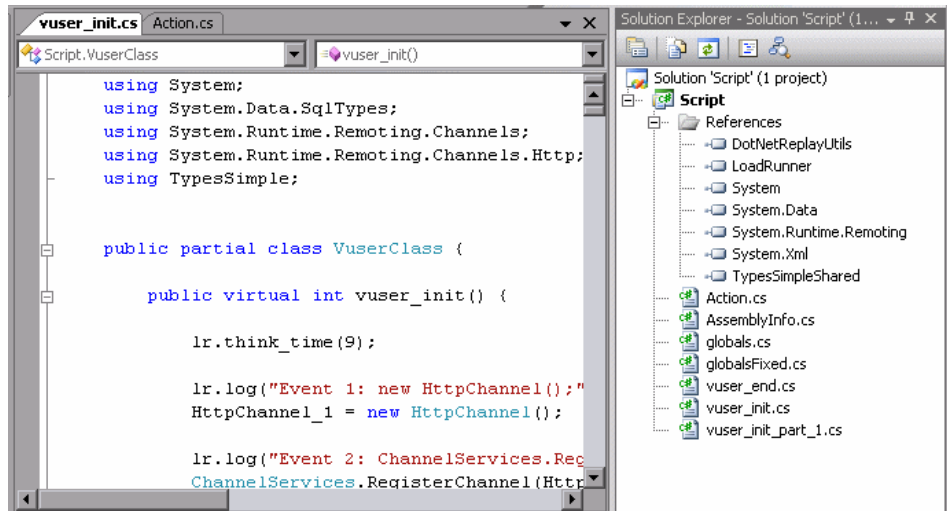 vuser_init.cs Action.cs
Script.VuserClass vuser_init()
using System;
using System.Data.SqlTypes;
using System.Runtime.Remoting.Channels;
using System.Runtime.Remoting.Channels.Http;
using TypesSimple;
public partial class VuserClass {
public virtual int vuser_init() {
lr.think_time(9);
lr.log("Event 1: new HttpChannel();"
HttpChannel_1 = new HttpChannel();
lr.log("Event 2: ChannelServices.Reg
ChannelServices.RegisterChannel(Http
Solution Explorer - Solution 'Script' (1...
Solution 'Script' (1 project)
Script
References
DotNetReplayUtils
LoadRunner
System
System.Data
System.Runtime.Remoting
System.Xml
TypesSimpleShared
Action.cs
AssemblyInfo.cs
globals.cs
globalsFixed.cs
vuser_end.cs
vuser_init.cs
vuser_init_part_1.cs